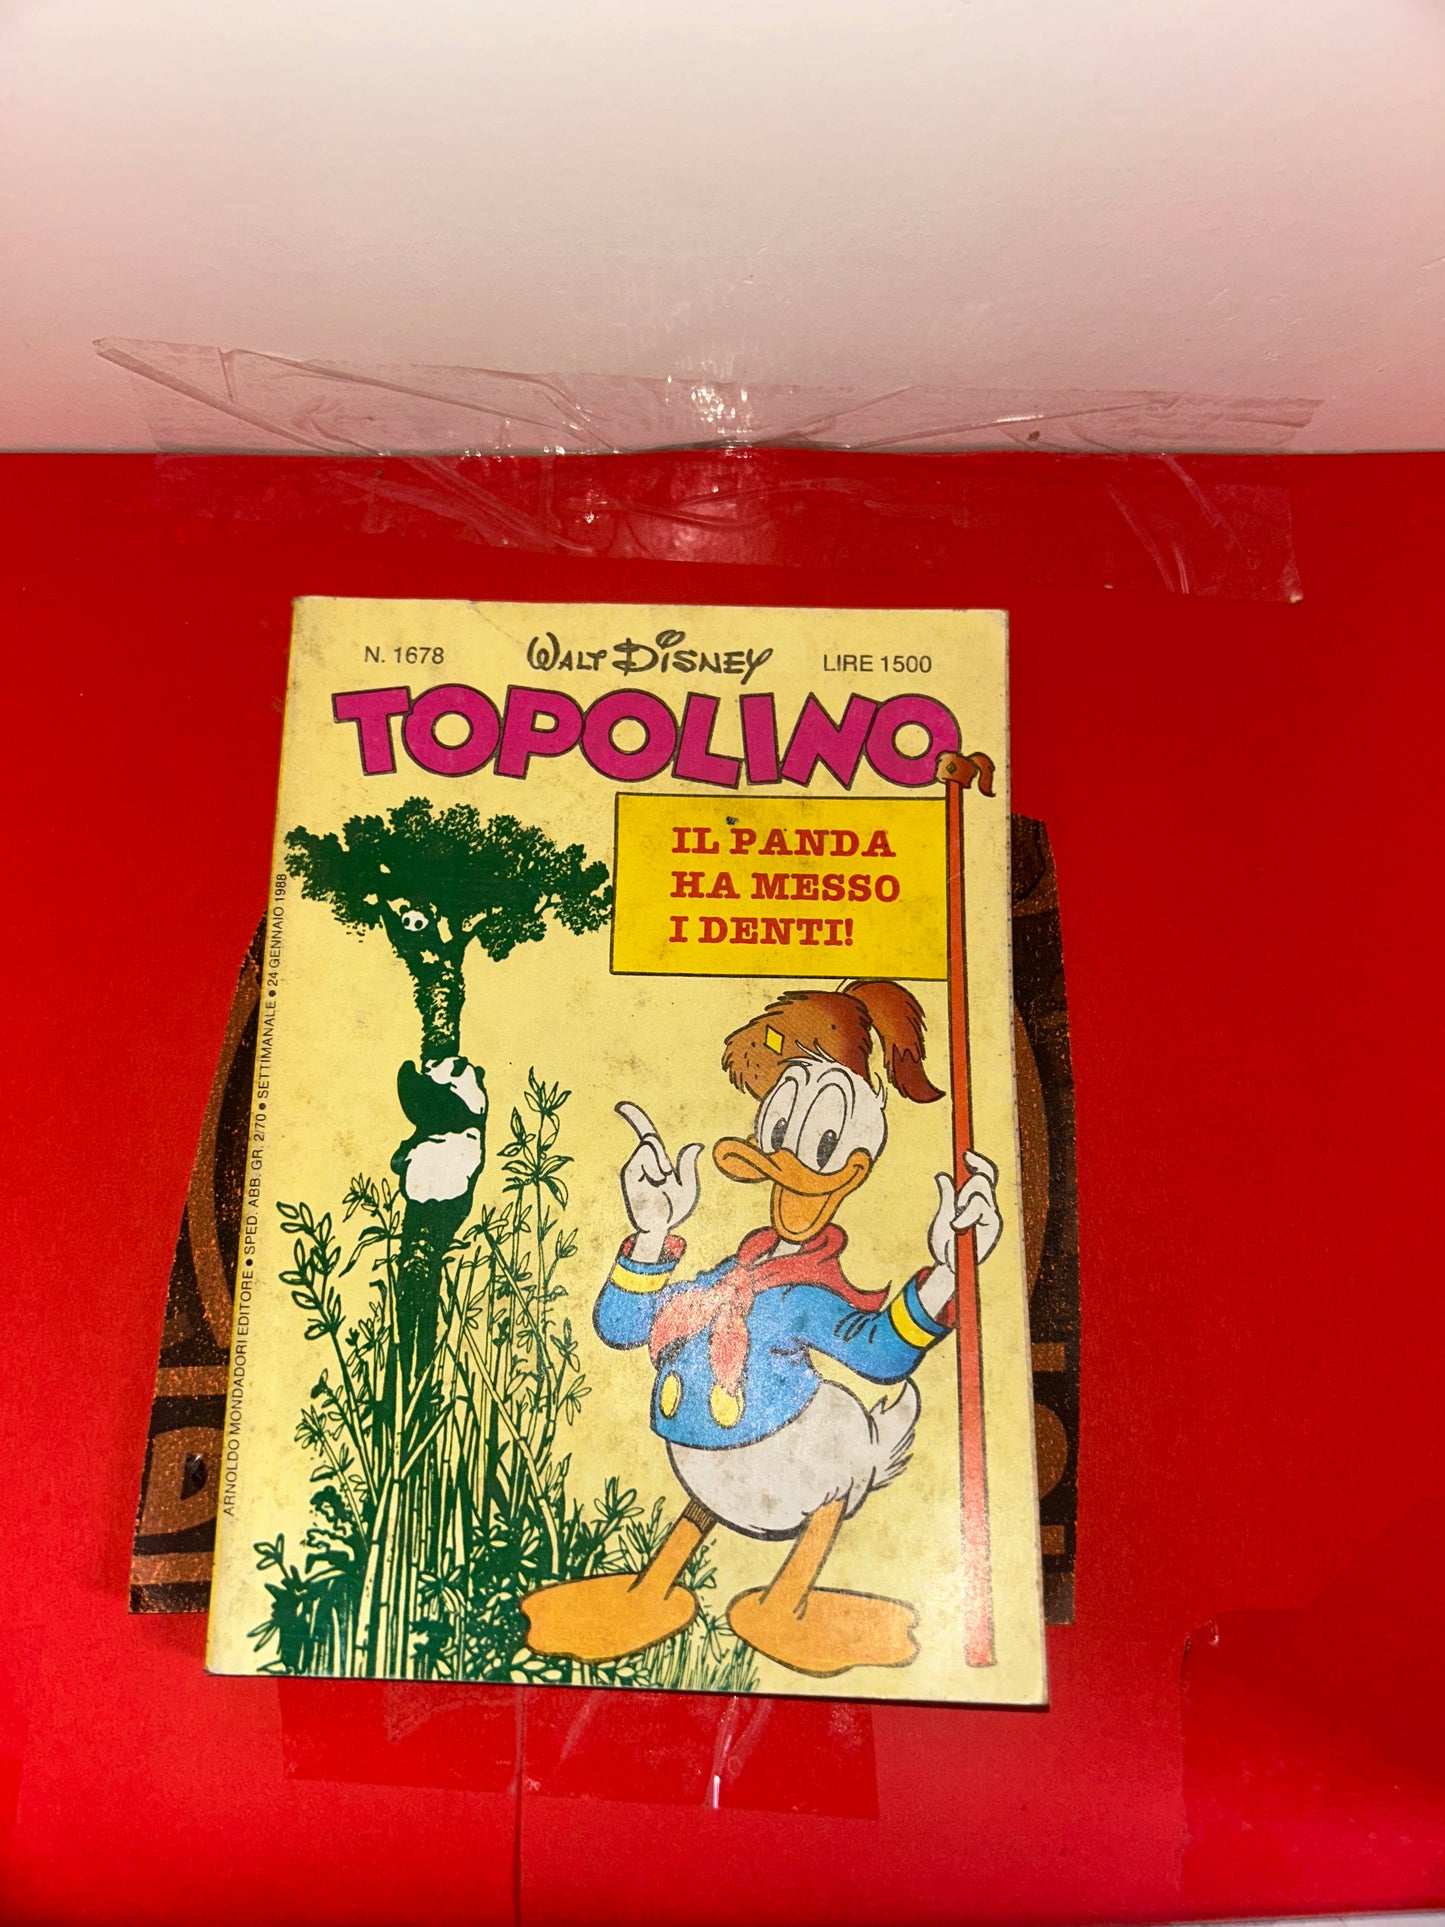 N. 1678
WALT DISNEY
LIRE 1500
TOPOLINO
IL PANDA
HA MESSO
I DENTI!
ARNOLDO MONDADORI EDITORE • SPED. ABB. GR. 2/70 • SETTIMANALE • 24 GENNAIO 1988